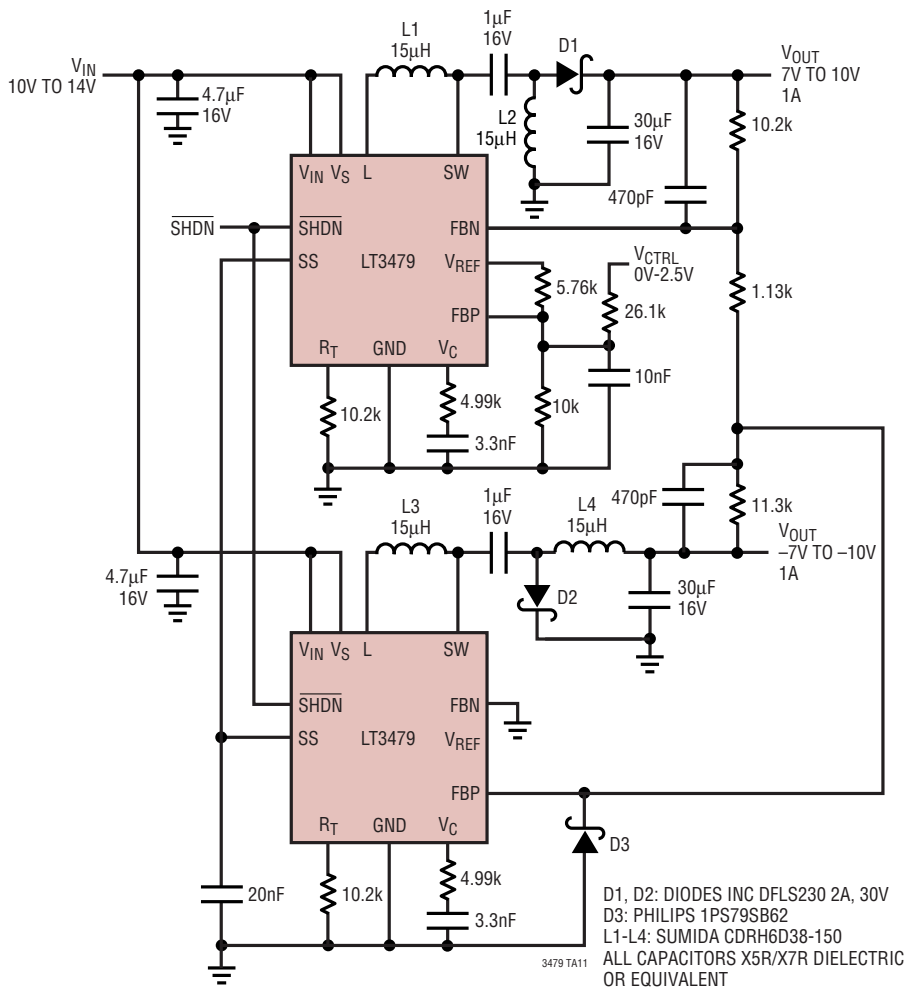 L1
15µH
1µF
16V
D1
VIN
10V TO 14V
VOUT
7V TO 10V
1A
4.7µF
16V
L2
15µH
30µF
16V
10.2k
470pF
VIN VS L SW
SHDN
SHDN
FBN
SS
LT3479
VREF
FBP
VCTRL
0V-2.5V
5.76k
26.1k
1.13k
RT GND VC
10nF
10.2k
4.99k
10k
3.3nF
470pF
11.3k
L3
15µH
1µF
16V
L4
15µH
VOUT
–7V TO –10V
1A
4.7µF
16V
D2
30µF
16V
VIN VS L SW
SHDN
FBN
SS
LT3479
VREF
FBP
RT GND VC
D3
20nF
10.2k
4.99k
3.3nF
D1, D2: DIODES INC DFLS230 2A, 30V
D3: PHILIPS 1PS79SB62
L1-L4: SUMIDA CDRH6D38-150
ALL CAPACITORS X5R/X7R DIELECTRIC
OR EQUIVALENT
3479 TA11